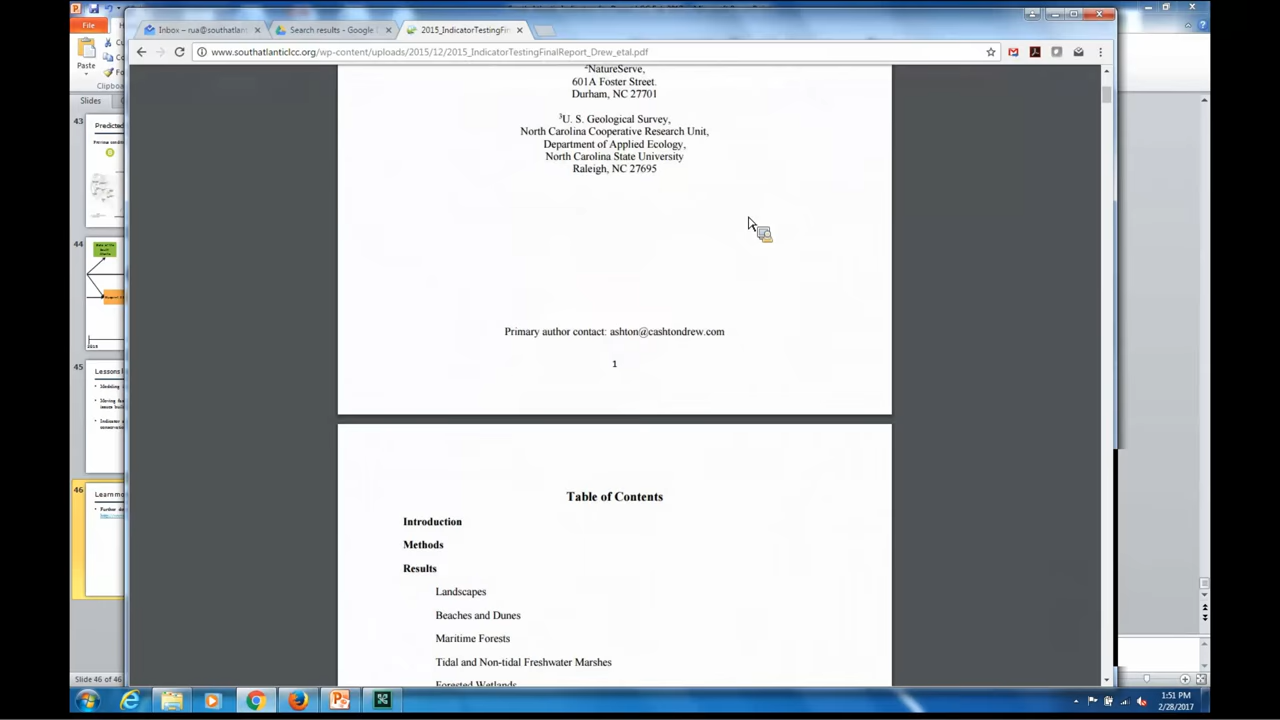 File
Inbox – rua@southatlant
Search results - Google
2015_IndicatorTestingFin
www.southatlanticlcc.org/wp-content/uploads/2015/12/2015_IndicatorTestingFinalReport_Drew_etal.pdf
Paste
Clipboa
Slides
43
Predicted
44
45
Lessons l
46
Learn mo
²NatureServe,
601A Foster Street.
Durham, NC 27701
³U. S. Geological Survey,
North Carolina Cooperative Research Unit,
Department of Applied Ecology,
North Carolina State University
Raleigh, NC 27695
Primary author contact: ashton@cashtondrew.com
1
Table of Contents
Introduction
Methods
Results
Landscapes
Beaches and Dunes
Maritime Forests
Tidal and Non-tidal Freshwater Marshes
Forested Wetlands
Slide 46 of 46
1:51 PM
2/28/2017